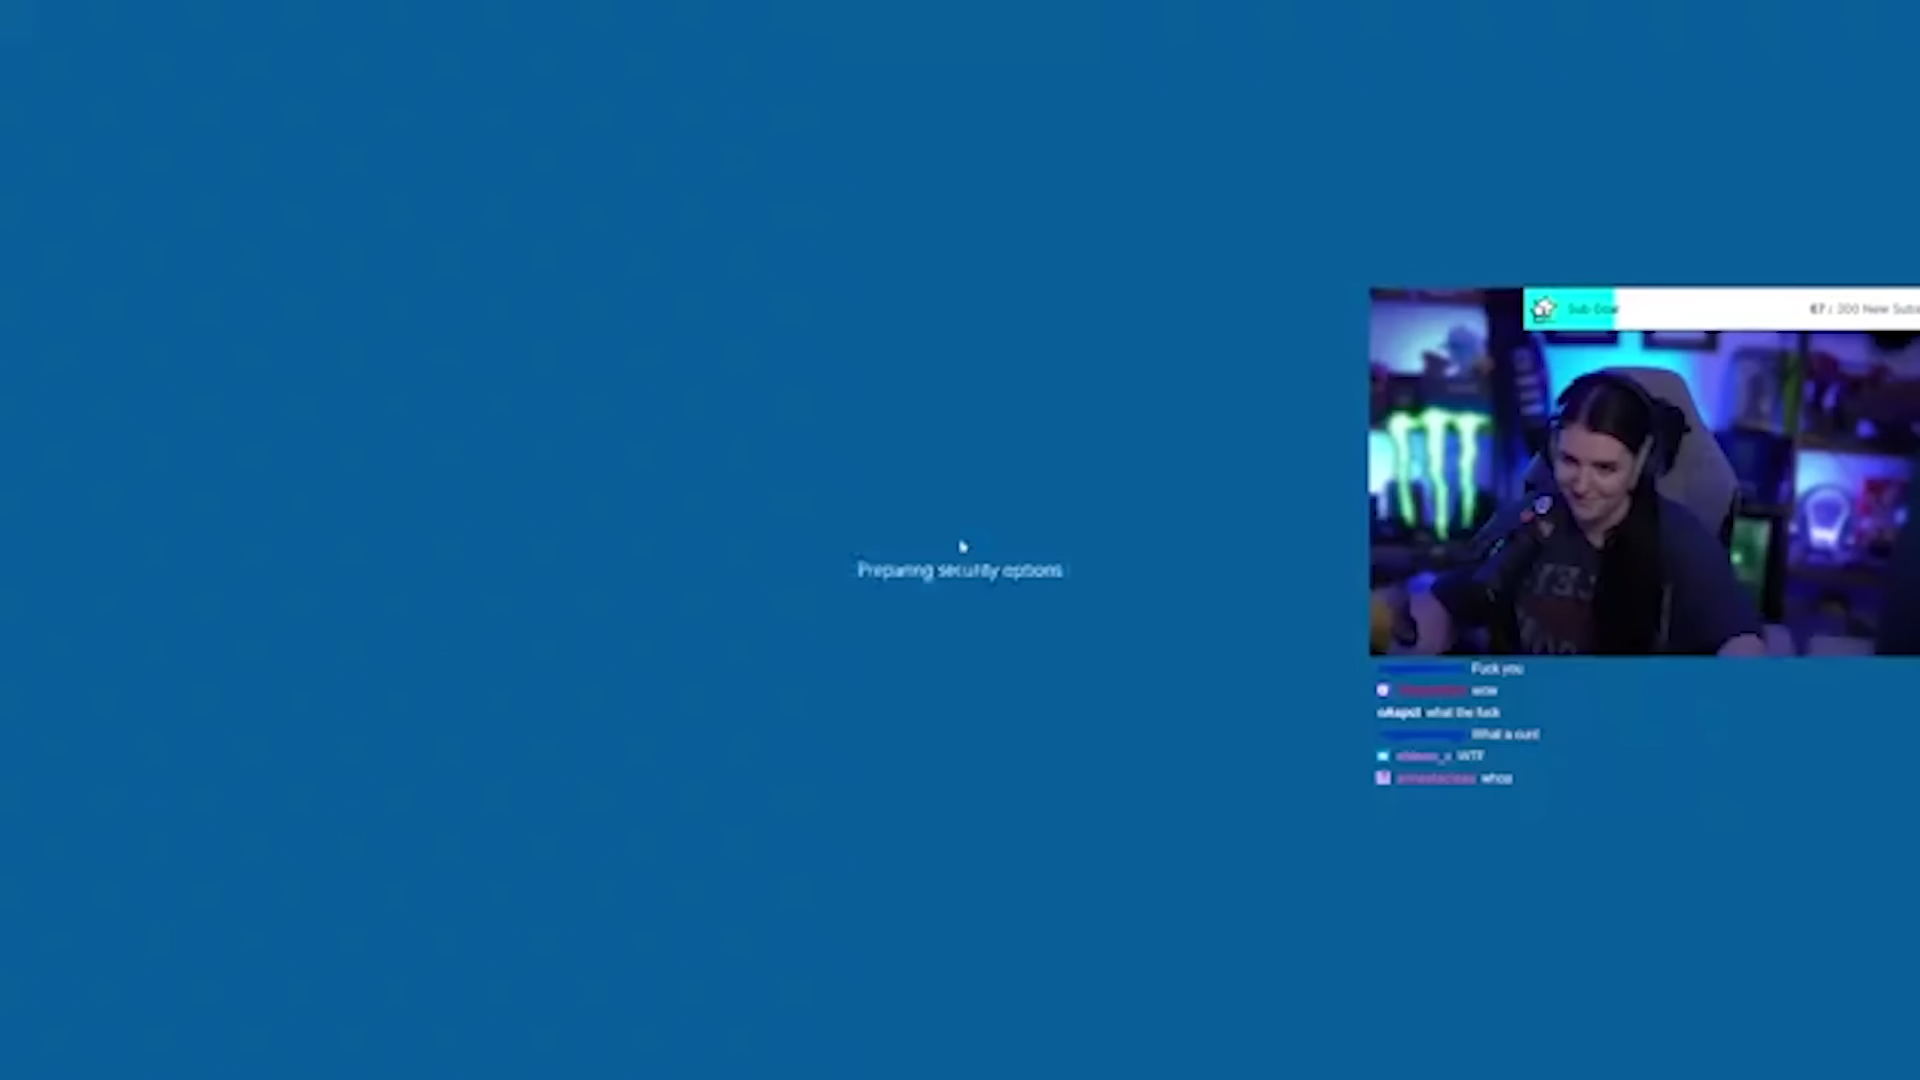 Sub Goal
67 / 200 New Subs
Preparing security options
Fuck you
wow
what the fuck
What a cunt
WTF
whoa